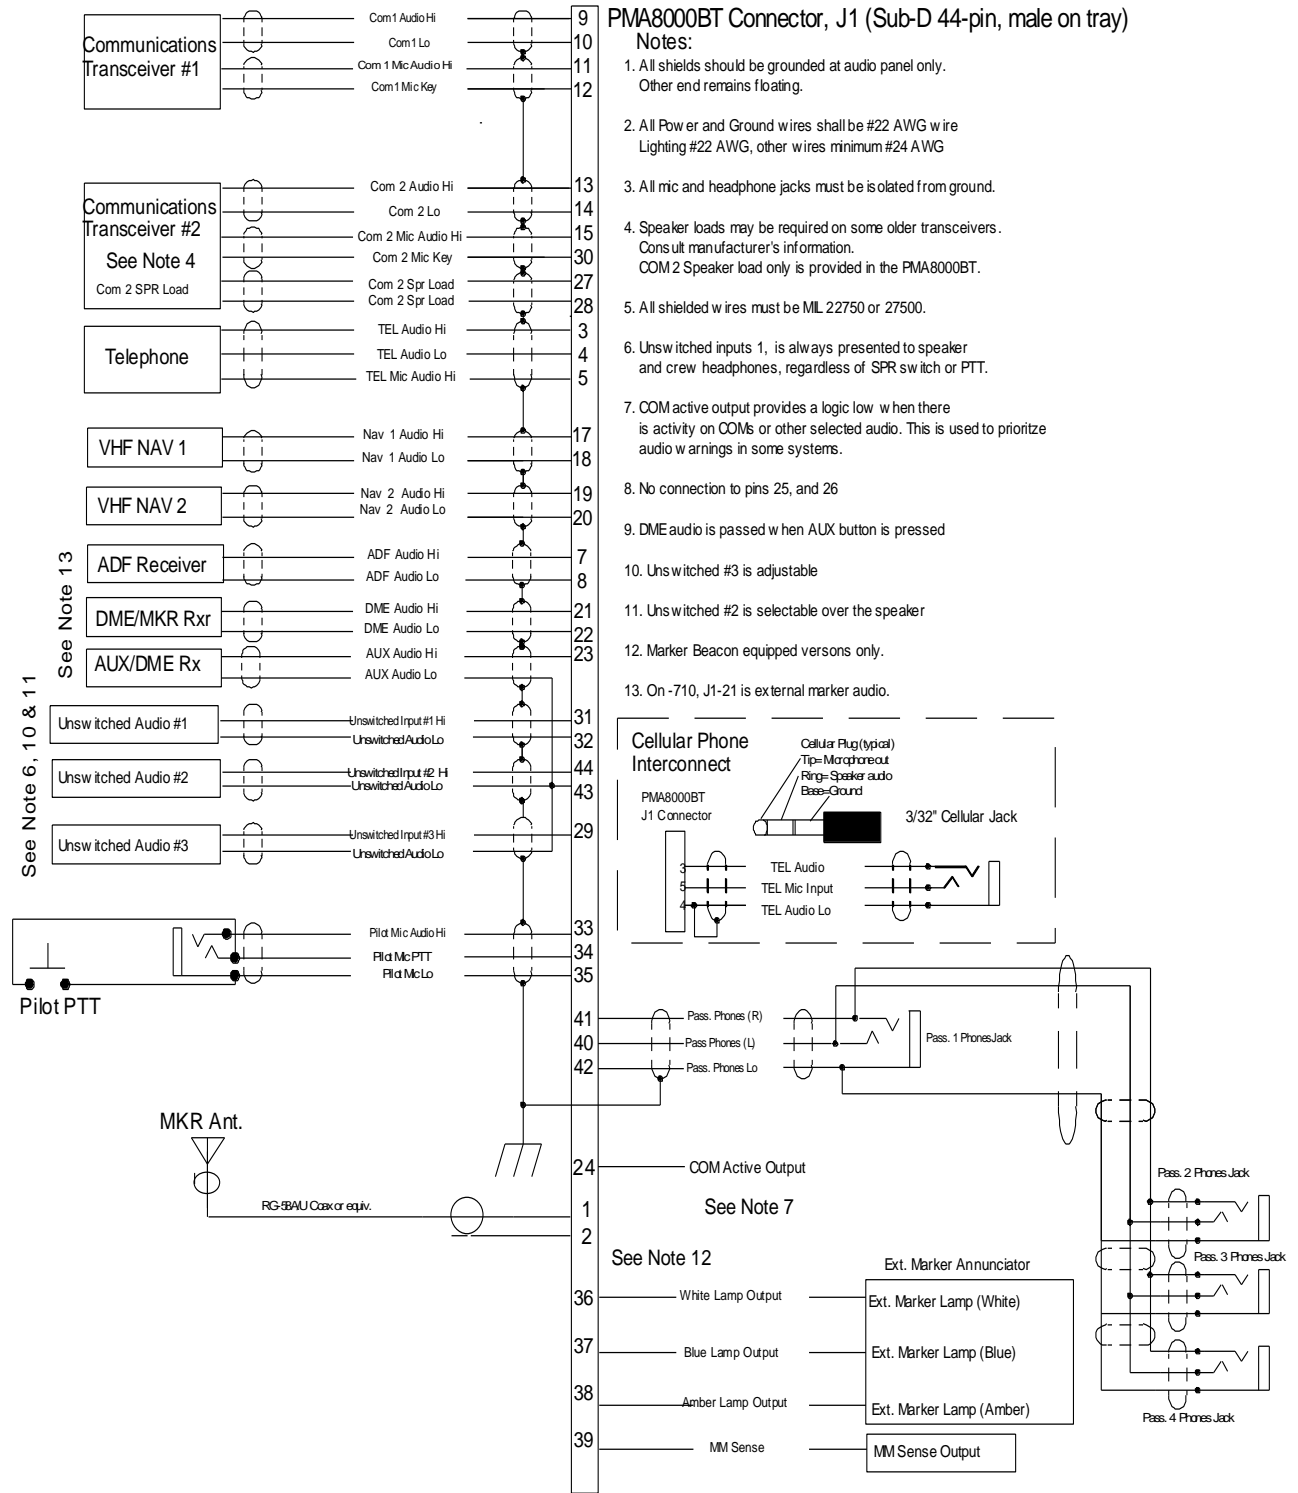 PMA8000BT Connector, J1 (Sub-D 44-pin, male on tray)
Notes:
1. All shields should be grounded at audio panel only.
Other end remains floating.
2. All Power and Ground wires shall be #22 AWG wire
Lighting #22 AWG, other wires minimum #24 AWG
3. All mic and headphone jacks must be isolated from ground.
4. Speaker loads may be required on some older transceivers.
Consult manufacturer's information.
COM 2 Speaker load only is provided in the PMA8000BT.
5. All shielded wires must be MIL 22750 or 27500.
6. Unswitched inputs 1, is always presented to speaker
and crew headphones, regardless of SPR switch or PTT.
7. COM active output provides a logic low when there
is activity on COMs or other selected audio. This is used to prioritze
audio warnings in some systems.
8. No connection to pins 25, and 26
9. DME audio is passed when AUX button is pressed
10. Unswitched #3 is adjustable
11. Unswitched #2 is selectable over the speaker
12. Marker Beacon equipped versons only.
13. On -710, J1-21 is external marker audio.
Communications
Transceiver #1
Com1 Audio Hi 9
Com1 Lo 10
Com 1 Mic Audio Hi 11
Com1 Mic Key 12
Communications
Transceiver #2
See Note 4
Com 2 SPR Load
Com 2 Audio Hi 13
Com 2 Lo 14
Com 2 Mic Audio Hi 15
Com 2 Mic Key 30
Com 2 Spr Load 27
Com 2 Spr Load 28
Telephone
TEL Audio Hi 3
TEL Audio Lo 4
TEL Mic Audio Hi 5
VHF NAV 1
Nav 1 Audio Hi 17
Nav 1 Audio Lo 18
VHF NAV 2
Nav 2 Audio Hi 19
Nav 2 Audio Lo 20
See Note 13
ADF Receiver
ADF Audio Hi 7
ADF Audio Lo 8
DME/MKR Rxr
DME Audio Hi 21
DME Audio Lo 22
AUX/DME Rx
AUX Audio Hi 23
AUX Audio Lo
See Note 6, 10 & 11
Unswitched Audio #1
Unswitched Input #1 Hi 31
Unswitched Audio Lo 32
Unswitched Audio #2
Unswitched Input #2 Hi 44
Unswitched Audio Lo 43
Unswitched Audio #3
Unswitched Input #3 Hi 29
Unswitched Audio Lo
Pilot PTT
Pilot Mic Audio Hi 33
Pilot Mic PTT 34
Pilot Mic Lo 35
Cellular Phone
Interconnect
PMA8000BT
J1 Connector
Cellular Plug (typical)
Tip= Microphone out
Ring= Speaker audio
Base=Ground
3/32" Cellular Jack
3 TEL Audio
5 TEL Mic Input
4 TEL Audio Lo
41 Pass. Phones (R)
40 Pass Phones (L)
42 Pass. Phones Lo
Pass. 1 Phones Jack
MKR Ant.
RG-58A/U Coax or equiv.
24 COM Active Output
1
2
See Note 7
See Note 12
Pass. 2 Phones Jack
Pass. 3 Phones Jack
Pass. 4 Phones Jack
Ext. Marker Annunciator
36 White Lamp Output Ext. Marker Lamp (White)
37 Blue Lamp Output Ext. Marker Lamp (Blue)
38 Amber Lamp Output Ext. Marker Lamp (Amber)
39 MM Sense MM Sense Output